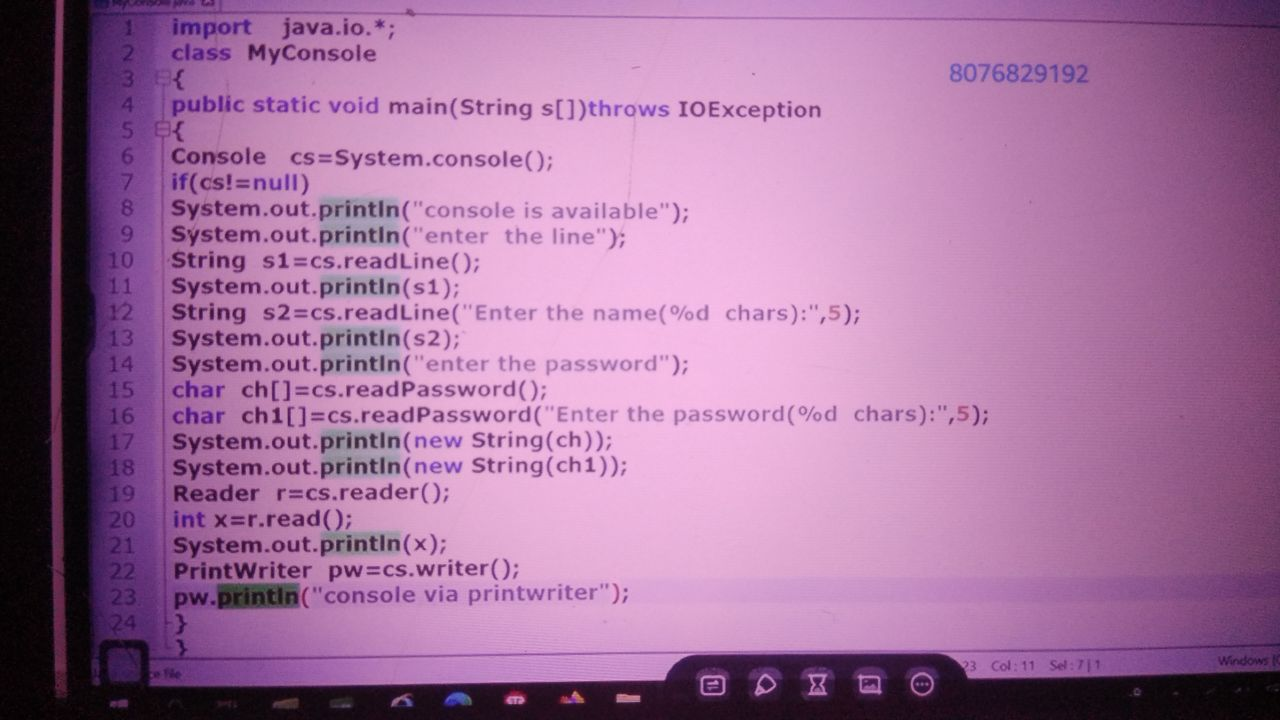 MyConsole.java
1 import java.io.*;
2 class MyConsole
3 {
8076829192
4 public static void main(String s[])throws IOException
5 {
6 Console cs=System.console();
7 if(cs!=null)
8 System.out.println("console is available");
9 System.out.println("enter the line");
10 String s1=cs.readLine();
11 System.out.println(s1);
12 String s2=cs.readLine("Enter the name(%d chars):",5);
13 System.out.println(s2);
14 System.out.println("enter the password");
15 char ch[]=cs.readPassword();
16 char ch1[]=cs.readPassword("Enter the password(%d chars):",5);
17 System.out.println(new String(ch));
18 System.out.println(new String(ch1));
19 Reader r=cs.reader();
20 int x=r.read();
21 System.out.println(x);
22 PrintWriter pw=cs.writer();
23 pw.println("console via printwriter");
24 }
}
file 23 Col:11 Sel:7|1 Windows